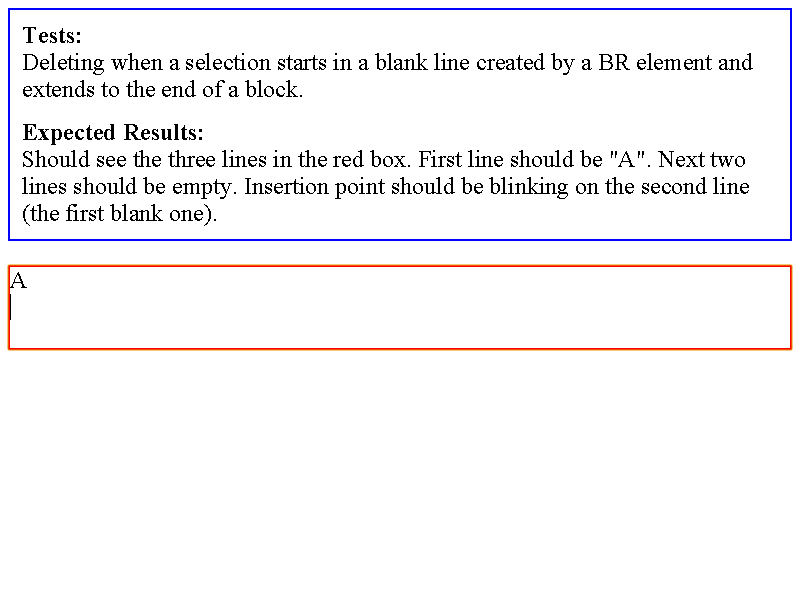 Tests:
Deleting when a selection starts in a blank line created by a BR element and
extends to the end of a block.
Expected Results:
Should see the three lines in the red box. First line should be "A". Next two
lines should be empty. Insertion point should be blinking on the second line
(the first blank one).
A